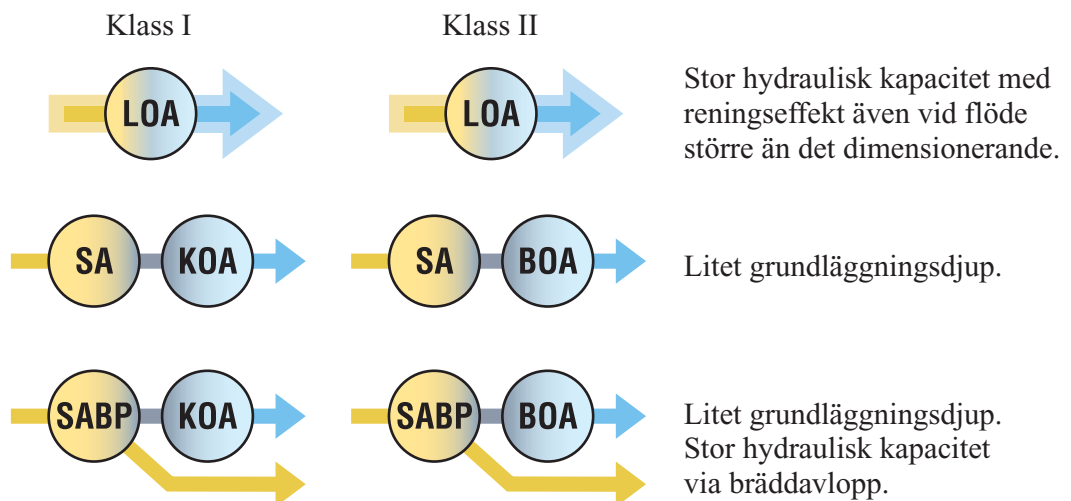 Klass I
Klass II
LOA
LOA
Stor hydraulisk kapacitet med
reningseffekt även vid flöde
större än det dimensionerande.
SA
KOA
SA
BOA
Litet grundläggningsdjup.
SABP
KOA
SABP
BOA
Litet grundläggningsdjup.
Stor hydraulisk kapacitet
via bräddavlopp.